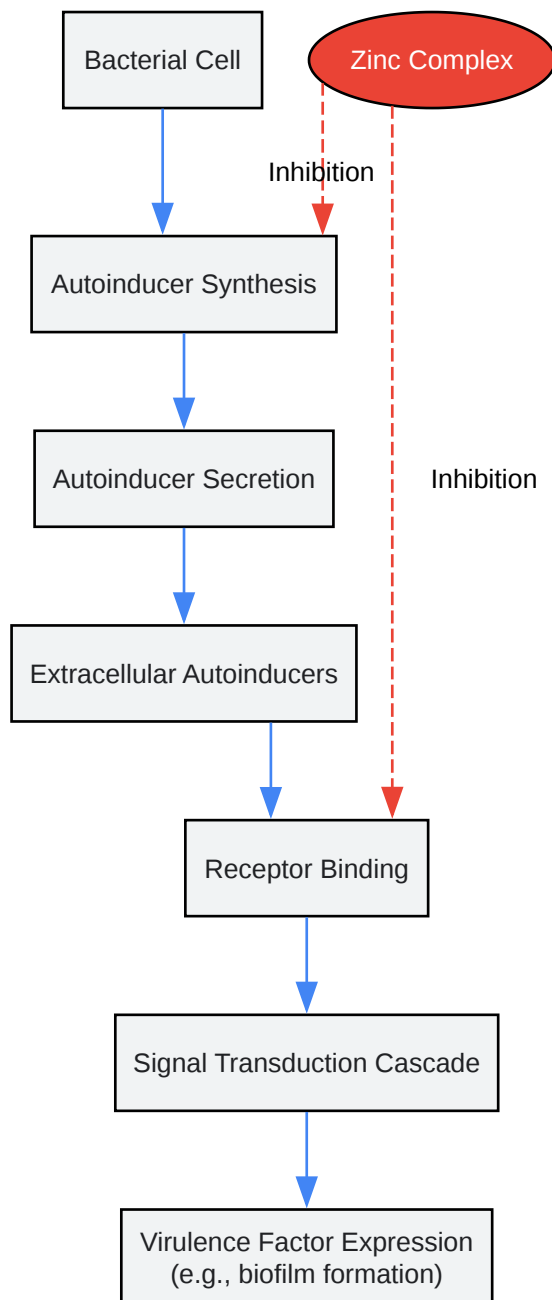 Bacterial Cell
Zinc Complex
Inhibition
Autoinducer Synthesis
Autoinducer Secretion
Inhibition
Extracellular Autoinducers
Receptor Binding
Signal Transduction Cascade
Virulence Factor Expression
(e.g., biofilm formation)